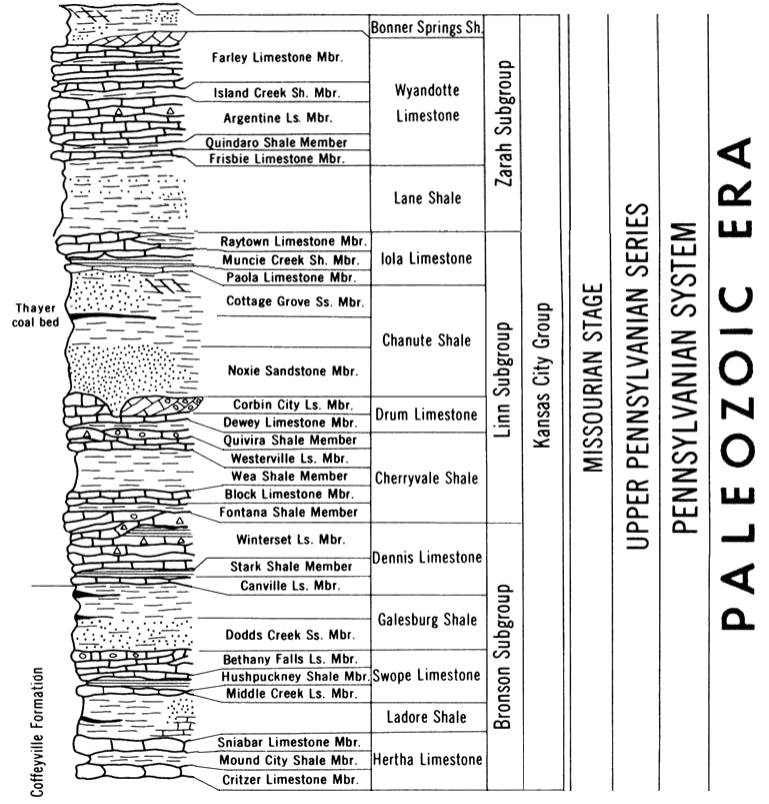 Bonner Springs Sh.
Farley Limestone Mbr.
Island Creek Sh. Mbr.
Argentine Ls. Mbr.
Quindaro Shale Member
Frisbie Limestone Mbr.
Wyandotte
Limestone
Lane Shale
Zarah Subgroup
Raytown Limestone Mbr.
Muncie Creek Sh. Mbr.
Paola Limestone Mbr.
Iola Limestone
Thayer
coal bed
Cottage Grove Ss. Mbr.
Noxie Sandstone Mbr.
Chanute Shale
Corbin City Ls. Mbr.
Dewey Limestone Mbr.
Drum Limestone
Quivira Shale Member
Westerville Ls. Mbr.
Wea Shale Member
Block Limestone Mbr.
Fontana Shale Member
Cherryvale Shale
Linn Subgroup
Winterset Ls. Mbr.
Stark Shale Member
Canville Ls. Mbr.
Dennis Limestone
Dodds Creek Ss. Mbr.
Galesburg Shale
Bethany Falls Ls. Mbr.
Hushpuckney Shale Mbr.
Middle Creek Ls. Mbr.
Swope Limestone
Ladore Shale
Sniabar Limestone Mbr.
Mound City Shale Mbr.
Critzer Limestone Mbr.
Hertha Limestone
Bronson Subgroup
Coffeyville Formation
Kansas City Group
MISSOURIAN STAGE
UPPER PENNSYLVANIAN SERIES
PENNSYLVANIAN SYSTEM
PALEOZOIC ERA